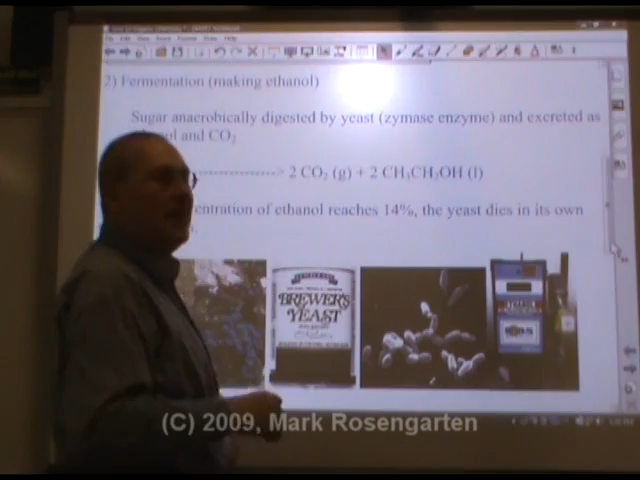 2) Fermentation (making ethanol)
Sugar anaerobically digested by yeast (zymase enzyme) and excreted as
and CO₂
--------------> 2 CO₂ (g) + 2 CH₃CH₂OH (l)
entration of ethanol reaches 14%, the yeast dies in its own
BREWER'S
YEAST
(C) 2009, Mark Rosengarten